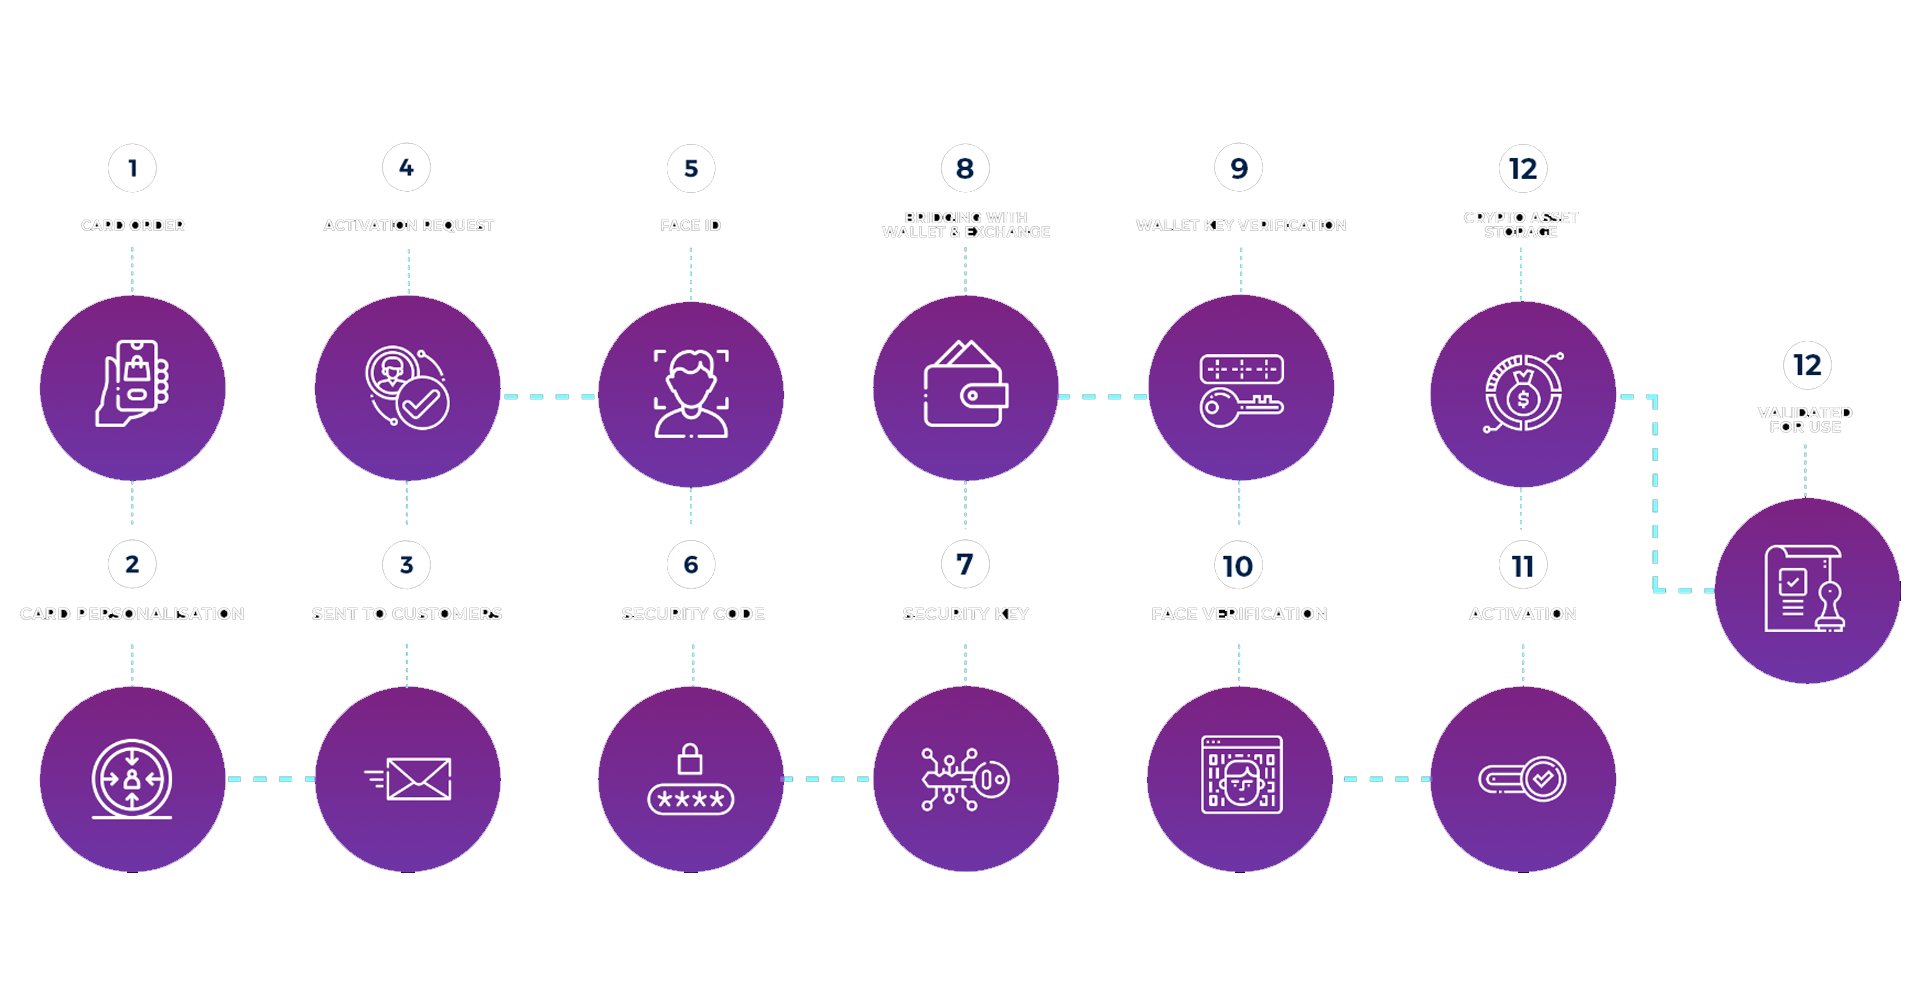 1
CARD ORDER
2
CARD PERSONALISATION
3
SENT TO CUSTOMERS
4
ACTIVATION REQUEST
5
FACE ID
6
SECURITY CODE
****
7
SECURITY KEY
8
BRIDGING WITH
WALLET & EXCHANGE
9
WALLET KEY VERIFICATION
10
FACE VERIFICATION
11
ACTIVATION
12
CRYPTO ASSET
STORAGE
$
12
VALIDATED
FOR USE